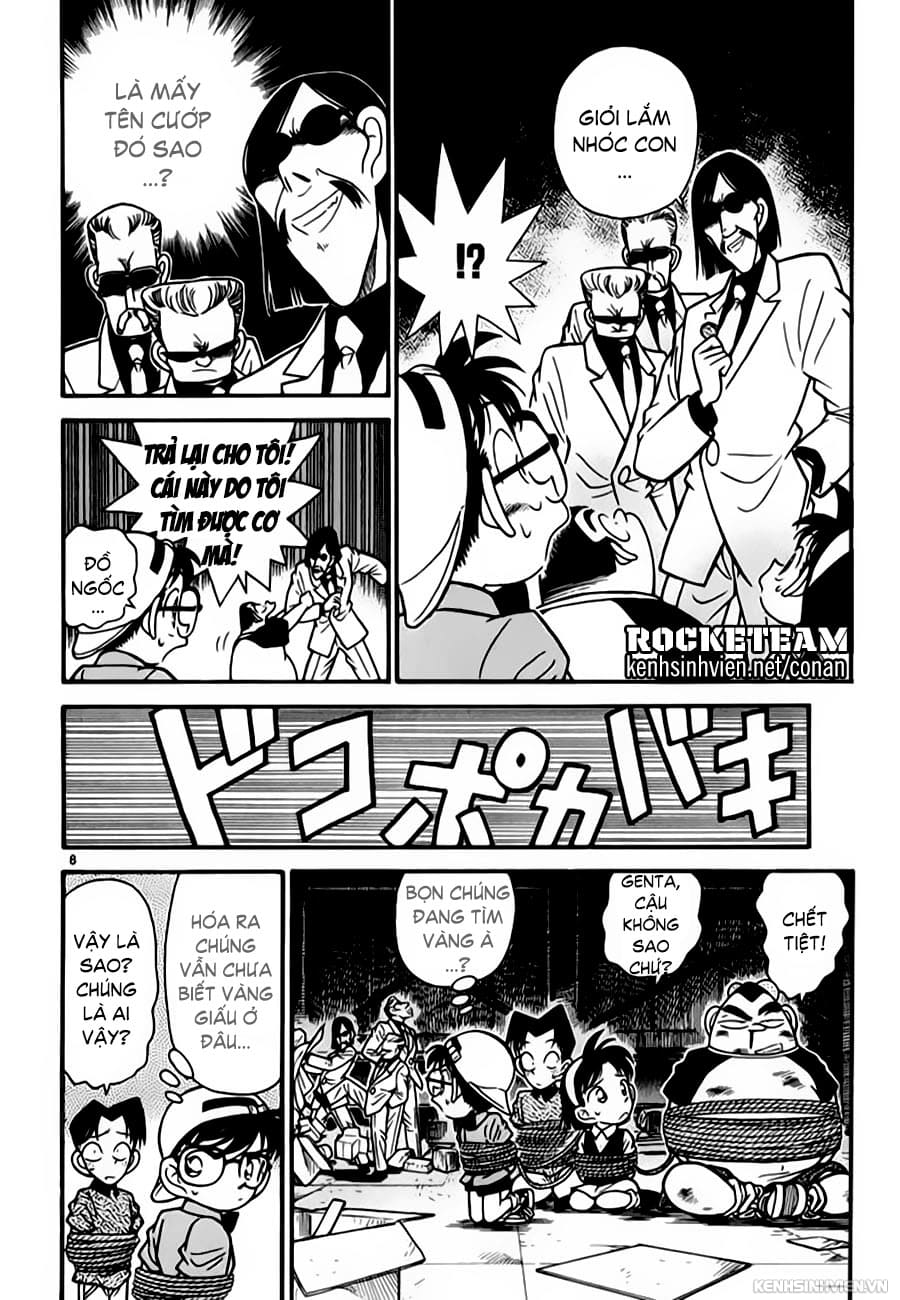 GIỎI LẮM
NHÓC CON
...
!?
LÀ MẤY
TÊN CƯỚP
ĐÓ SAO
...?
TRẢ LẠI CHO TÔI!
CÁI NÀY DO TÔI
TÌM ĐƯỢC CƠ
MÀ!
ĐỒ
NGỐC
...
ROCKETEAM
kenhsinhvien.net/conan
キバカポコド
8
CHẾT
TIỆT!
GENTA,
CẬU
KHÔNG
SAO
CHỨ?
BỌN CHÚNG
ĐANG TÌM
VÀNG À
...?
HÓA RA
CHÚNG
VẪN CHƯA
BIẾT VÀNG
GIẤU Ở
ĐÂU...
VẬY LÀ
SAO?
CHÚNG
LÀ AI
VẬY?
KENHSINHVIEN.VN